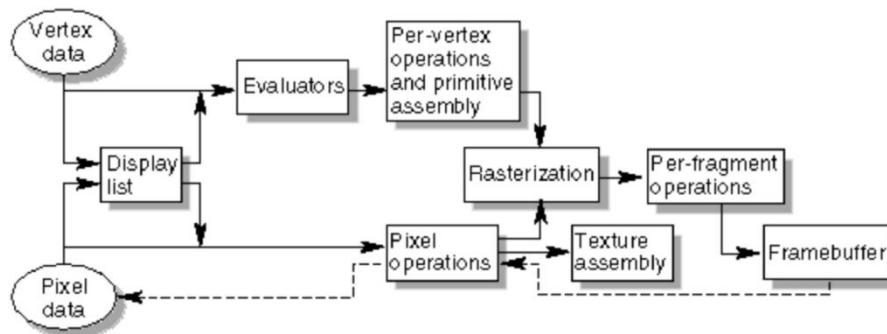 Vertex
data
Evaluators
Per-vertex
operations
and primitive
assembly
Display
list
Rasterization
Per-fragment
operations
Pixel
operations
Texture
assembly
Framebuffer
Pixel
data